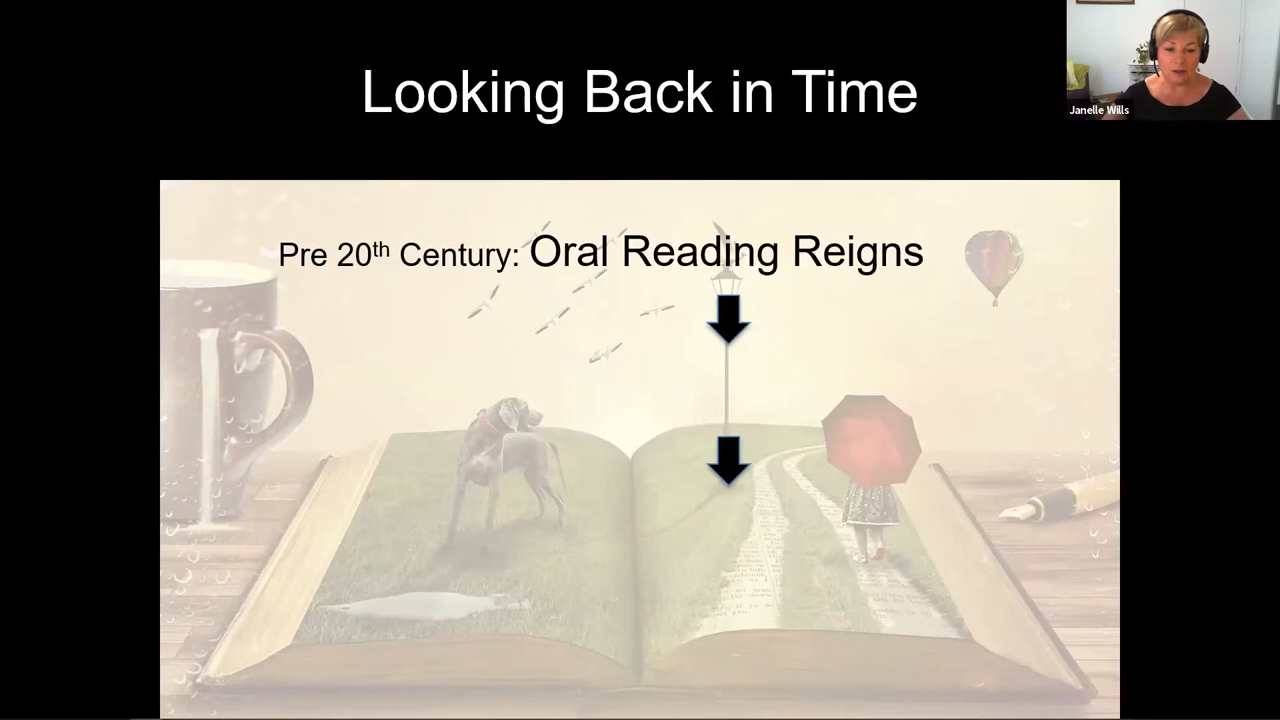 Looking Back in Time
Janelle Wills
Pre 20th Century: Oral Reading Reigns